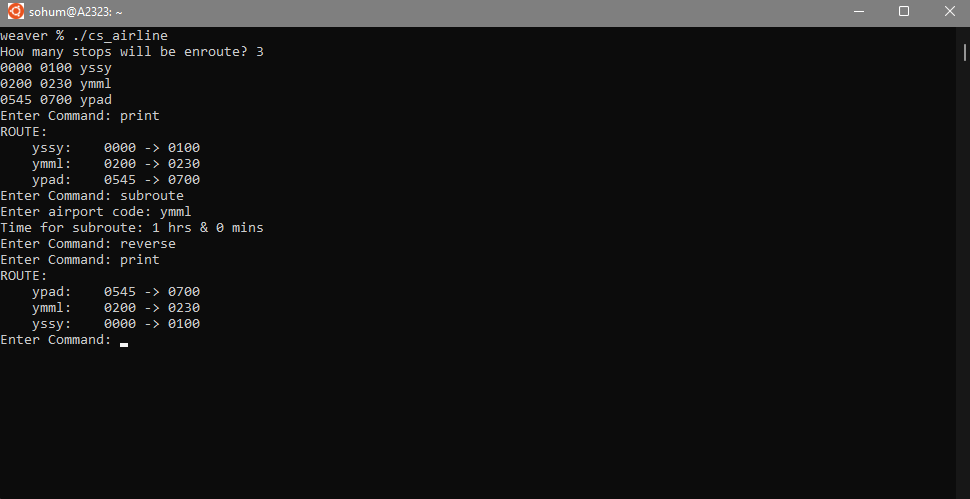 sohum@A2323: ~
weaver % ./cs_airline
How many stops will be enroute? 3
0000 0100 yssy
0200 0230 ymml
0545 0700 ypad
Enter Command: print
ROUTE:
    yssy:    0000 -> 0100
    ymml:    0200 -> 0230
    ypad:    0545 -> 0700
Enter Command: subroute
Enter airport code: ymml
Time for subroute: 1 hrs & 0 mins
Enter Command: reverse
Enter Command: print
ROUTE:
    ypad:    0545 -> 0700
    ymml:    0200 -> 0230
    yssy:    0000 -> 0100
Enter Command: